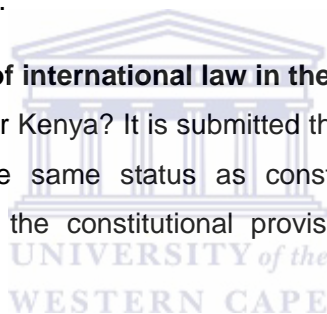 .
of international law in the
r Kenya? It is submitted th
e same status as const
the constitutional provis
UNIVERSITY of the
WESTERN CAPE